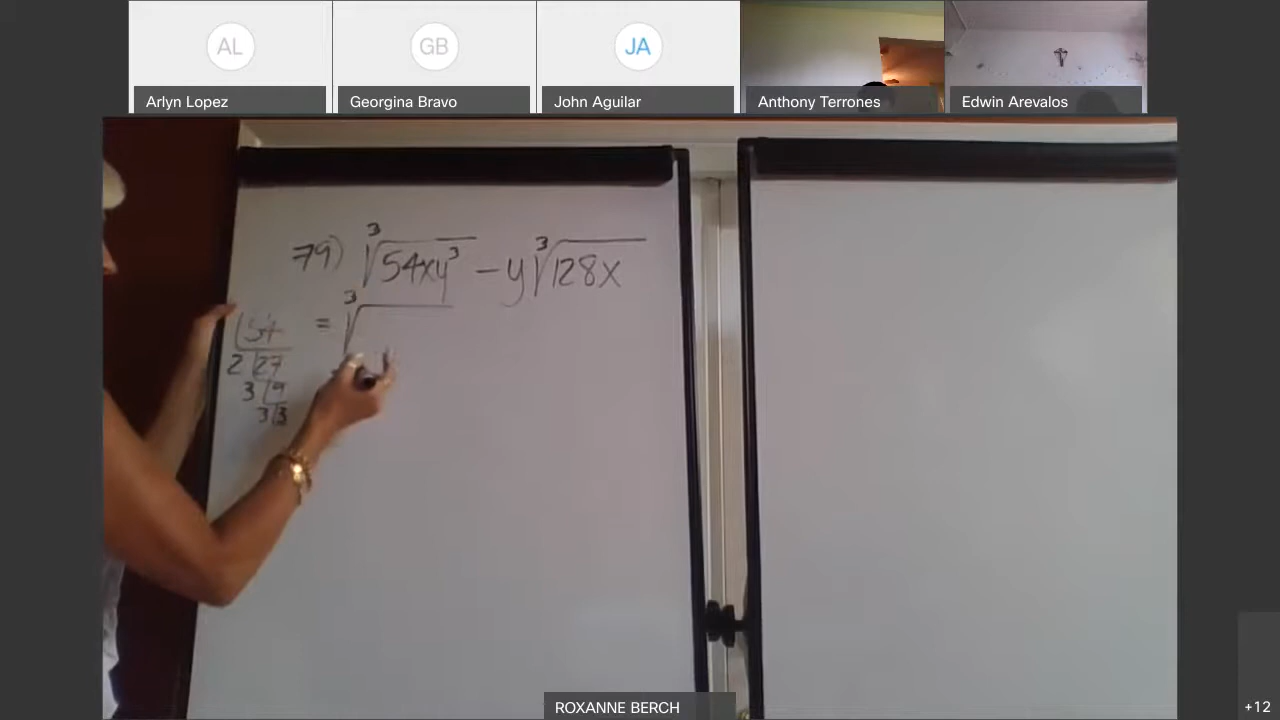 AL
GB
JA
Arlyn Lopez
Georgina Bravo
John Aguilar
Anthony Terrones
Edwin Arevalos
79) ∛54xy³ − y∛128x
= ∛
54
2 27
3 9
3 3
ROXANNE BERCH
+12